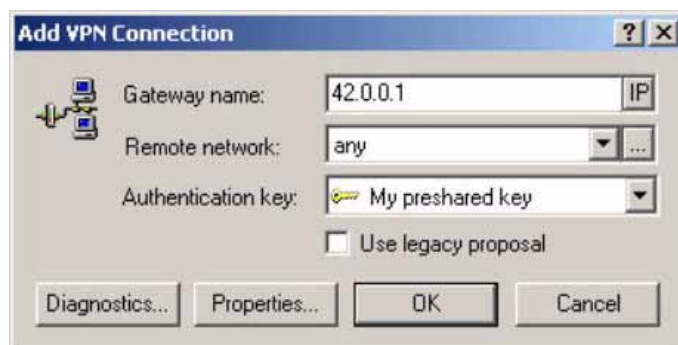 Add VPN Connection
Gateway name: 42.0.0.1 IP
Remote network: any ...
Authentication key: My preshared key
Use legacy proposal
Diagnostics... Properties... OK Cancel